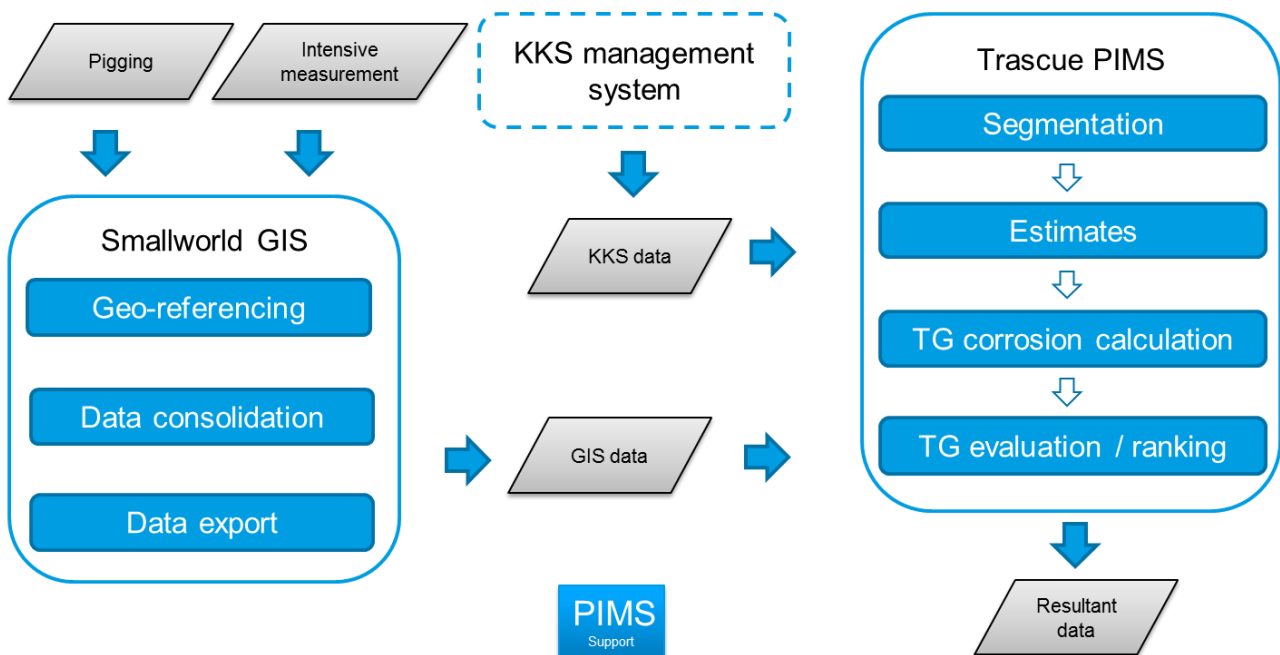 Pigging
Intensive
measurement
KKS management
system
Trascue PIMS
Segmentation
Smallworld GIS
Estimates
KKS data
Geo-referencing
TG corrosion calculation
Data consolidation
TG evaluation / ranking
GIS data
Data export
PIMS
Support
Resultant
data